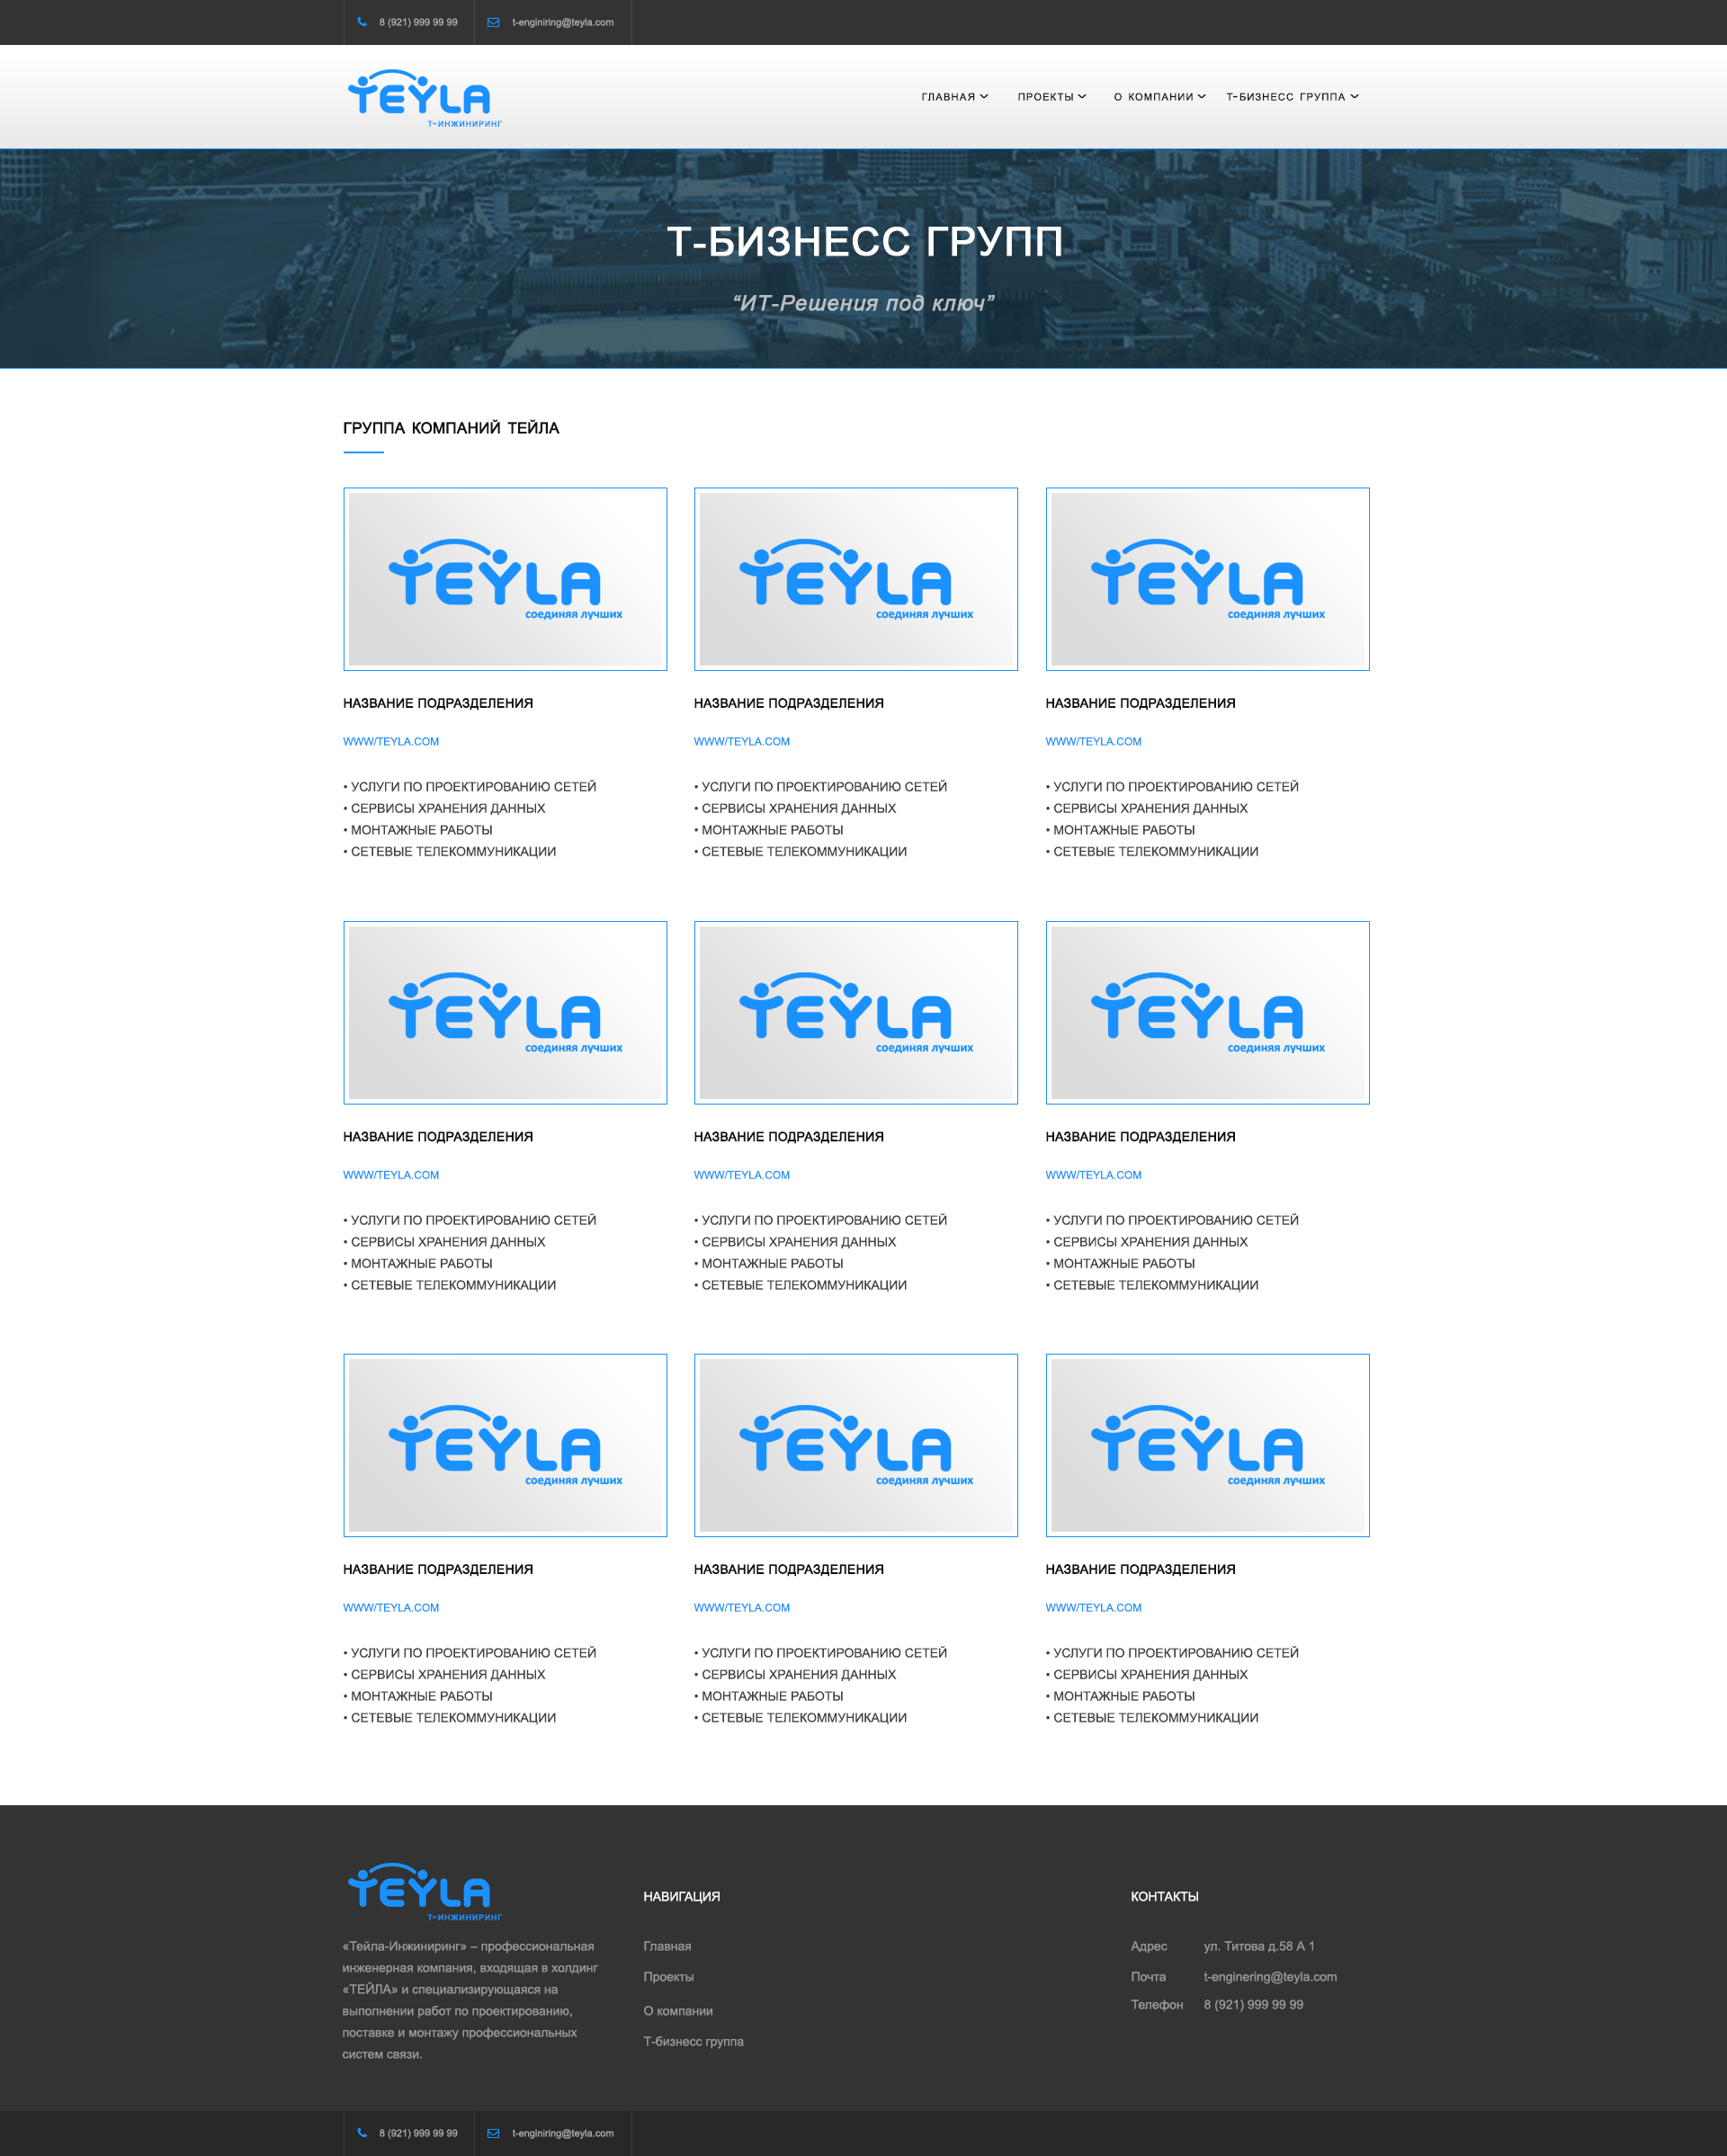 8 (921) 999 99 99 t-enginiring@teyla.com
TEYLA
Т-ИНЖИНИРИНГ
ГЛАВНАЯ ПРОЕКТЫ О КОМПАНИИ Т-БИЗНЕСС ГРУППА
Т-БИЗНЕСС ГРУПП
“ИТ-Решения под ключ”
ГРУППА КОМПАНИЙ ТЕЙЛА
TEYLA TEYLA TEYLA
соединяя лучших соединяя лучших соединяя лучших
НАЗВАНИЕ ПОДРАЗДЕЛЕНИЯ НАЗВАНИЕ ПОДРАЗДЕЛЕНИЯ НАЗВАНИЕ ПОДРАЗДЕЛЕНИЯ
WWW/TEYLA.COM WWW/TEYLA.COM WWW/TEYLA.COM
• УСЛУГИ ПО ПРОЕКТИРОВАНИЮ СЕТЕЙ • УСЛУГИ ПО ПРОЕКТИРОВАНИЮ СЕТЕЙ • УСЛУГИ ПО ПРОЕКТИРОВАНИЮ СЕТЕЙ
• СЕРВИСЫ ХРАНЕНИЯ ДАННЫХ • СЕРВИСЫ ХРАНЕНИЯ ДАННЫХ • СЕРВИСЫ ХРАНЕНИЯ ДАННЫХ
• МОНТАЖНЫЕ РАБОТЫ • МОНТАЖНЫЕ РАБОТЫ • МОНТАЖНЫЕ РАБОТЫ
• СЕТЕВЫЕ ТЕЛЕКОММУНИКАЦИИ • СЕТЕВЫЕ ТЕЛЕКОММУНИКАЦИИ • СЕТЕВЫЕ ТЕЛЕКОММУНИКАЦИИ
TEYLA TEYLA TEYLA
соединяя лучших соединяя лучших соединяя лучших
НАЗВАНИЕ ПОДРАЗДЕЛЕНИЯ НАЗВАНИЕ ПОДРАЗДЕЛЕНИЯ НАЗВАНИЕ ПОДРАЗДЕЛЕНИЯ
WWW/TEYLA.COM WWW/TEYLA.COM WWW/TEYLA.COM
• УСЛУГИ ПО ПРОЕКТИРОВАНИЮ СЕТЕЙ • УСЛУГИ ПО ПРОЕКТИРОВАНИЮ СЕТЕЙ • УСЛУГИ ПО ПРОЕКТИРОВАНИЮ СЕТЕЙ
• СЕРВИСЫ ХРАНЕНИЯ ДАННЫХ • СЕРВИСЫ ХРАНЕНИЯ ДАННЫХ • СЕРВИСЫ ХРАНЕНИЯ ДАННЫХ
• МОНТАЖНЫЕ РАБОТЫ • МОНТАЖНЫЕ РАБОТЫ • МОНТАЖНЫЕ РАБОТЫ
• СЕТЕВЫЕ ТЕЛЕКОММУНИКАЦИИ • СЕТЕВЫЕ ТЕЛЕКОММУНИКАЦИИ • СЕТЕВЫЕ ТЕЛЕКОММУНИКАЦИИ
TEYLA TEYLA TEYLA
соединяя лучших соединяя лучших соединяя лучших
НАЗВАНИЕ ПОДРАЗДЕЛЕНИЯ НАЗВАНИЕ ПОДРАЗДЕЛЕНИЯ НАЗВАНИЕ ПОДРАЗДЕЛЕНИЯ
WWW/TEYLA.COM WWW/TEYLA.COM WWW/TEYLA.COM
• УСЛУГИ ПО ПРОЕКТИРОВАНИЮ СЕТЕЙ • УСЛУГИ ПО ПРОЕКТИРОВАНИЮ СЕТЕЙ • УСЛУГИ ПО ПРОЕКТИРОВАНИЮ СЕТЕЙ
• СЕРВИСЫ ХРАНЕНИЯ ДАННЫХ • СЕРВИСЫ ХРАНЕНИЯ ДАННЫХ • СЕРВИСЫ ХРАНЕНИЯ ДАННЫХ
• МОНТАЖНЫЕ РАБОТЫ • МОНТАЖНЫЕ РАБОТЫ • МОНТАЖНЫЕ РАБОТЫ
• СЕТЕВЫЕ ТЕЛЕКОММУНИКАЦИИ • СЕТЕВЫЕ ТЕЛЕКОММУНИКАЦИИ • СЕТЕВЫЕ ТЕЛЕКОММУНИКАЦИИ
TEYLA
Т-ИНЖИНИРИНГ
«Тейла-Инжиниринг» – профессиональная
инженерная компания, входящая в холдинг
«ТЕЙЛА» и специализирующаяся на
выполнении работ по проектированию,
поставке и монтажу профессиональных
систем связи.
НАВИГАЦИЯ
Главная
Проекты
О компании
Т-бизнесс группа
КОНТАКТЫ
Адрес ул. Титова д.58 А 1
Почта t-enginering@teyla.com
Телефон 8 (921) 999 99 99
8 (921) 999 99 99 t-enginiring@teyla.com